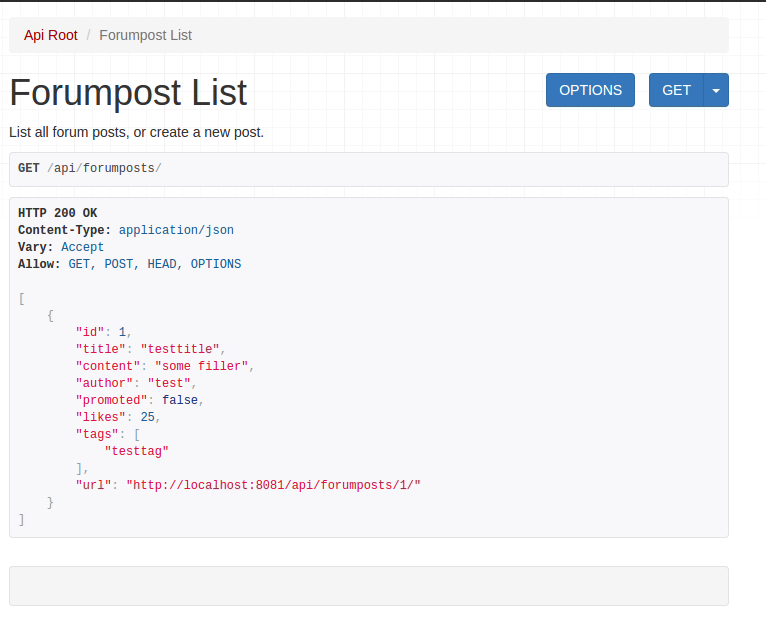 Api Root / Forumpost List
Forumpost List
OPTIONS
GET
List all forum posts, or create a new post.
GET /api/forumposts/
HTTP 200 OK
Content-Type: application/json
Vary: Accept
Allow: GET, POST, HEAD, OPTIONS
[
    {
        "id": 1,
        "title": "testtitle",
        "content": "some filler",
        "author": "test",
        "promoted": false,
        "likes": 25,
        "tags": [
            "testtag"
        ],
        "url": "http://localhost:8081/api/forumposts/1/"
    }
]